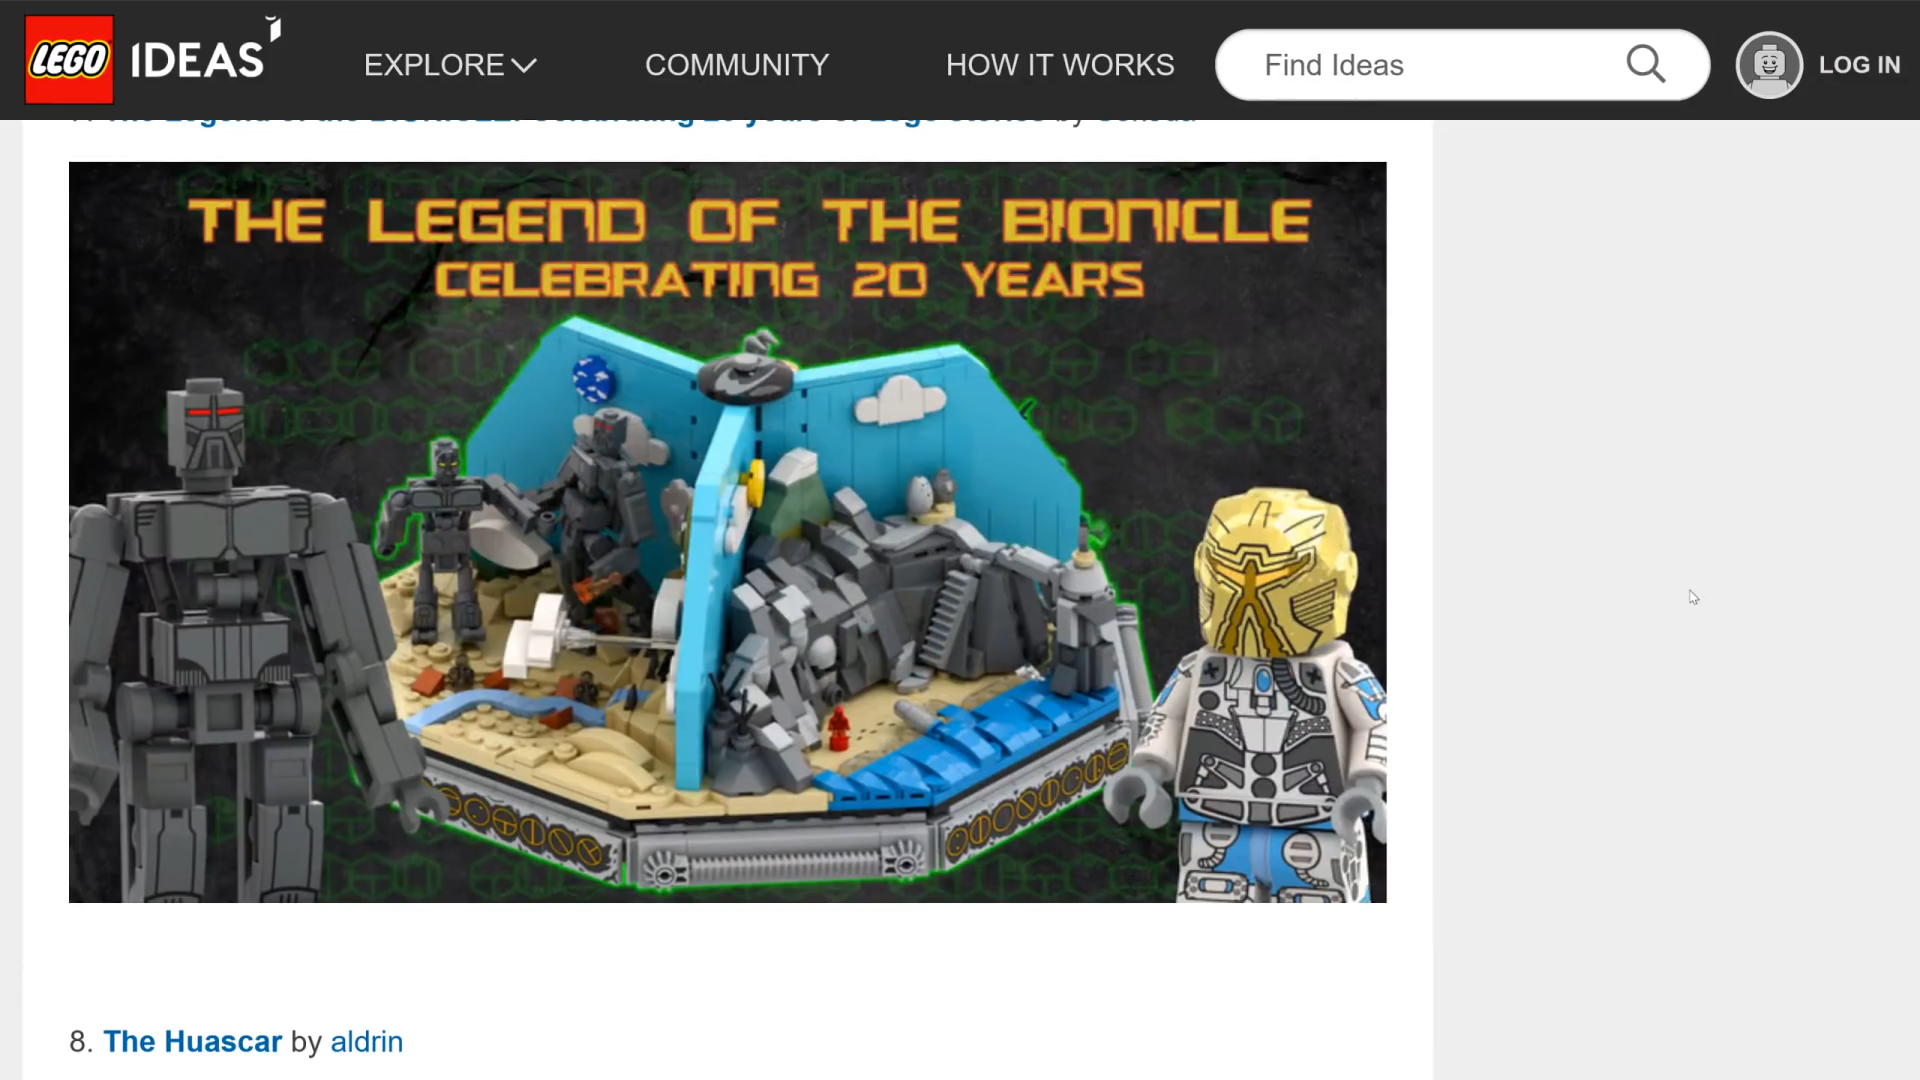 LEGO
IDEAS
EXPLORE
COMMUNITY
HOW IT WORKS
Find Ideas
LOG IN
THE LEGEND OF THE BIONICLE
CELEBRATING 20 YEARS
8. The Huascar by aldrin